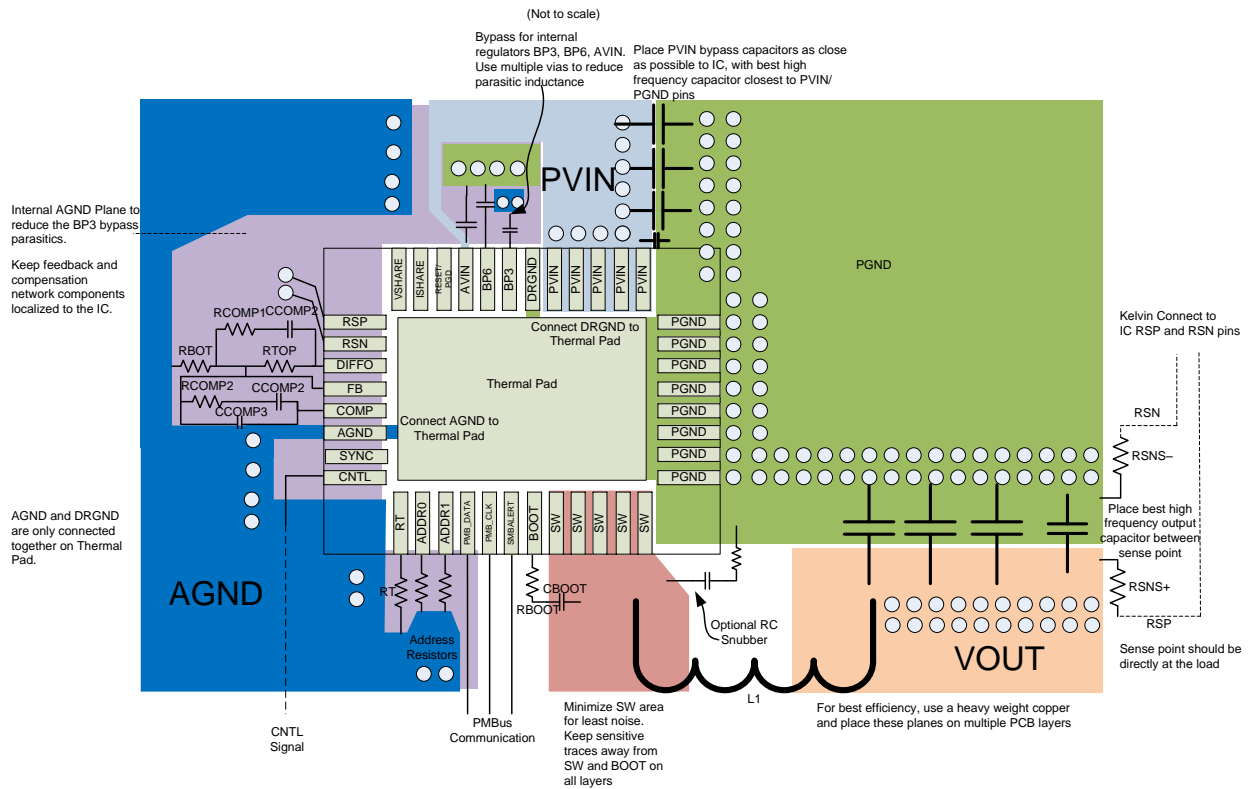 (Not to scale)
Bypass for internal
regulators BP3, BP6, AVIN.
Use multiple vias to reduce
parasitic inductance
Place PVIN bypass capacitors as close
as possible to IC, with best high
frequency capacitor closest to PVIN/
PGND pins
PVIN
Internal AGND Plane to
reduce the BP3 bypass
parasitics.
Keep feedback and
compensation
network components
localized to the IC.
PGND
VSHARE
ISHARE
RESET/
PGD
AVIN
BP6
BP3
DRGND
PVIN
PVIN
PVIN
PVIN
PVIN
RCOMP1
CCOMP2
RBOT
RTOP
RCOMP2
CCOMP2
CCOMP3
RSP
RSN
DIFFO
FB
COMP
AGND
SYNC
CNTL
Connect DRGND to
Thermal Pad
Thermal Pad
Connect AGND to
Thermal Pad
PGND
PGND
PGND
PGND
PGND
PGND
PGND
PGND
Kelvin Connect to
IC RSP and RSN pins
RSN
RSNS–
Place best high
frequency output
capacitor between
sense point
RSNS+
RSP
Sense point should be
directly at the load
AGND and DRGND
are only connected
together on Thermal
Pad.
RT
ADDR0
ADDR1
PMB_DATA
PMB_CLK
SMBALERT
BOOT
SW
SW
SW
SW
SW
AGND
RT
Address
Resistors
RBOOT
CBOOT
Optional RC
Snubber
VOUT
L1
CNTL
Signal
PMBus
Communication
Minimize SW area
for least noise.
Keep sensitive
traces away from
SW and BOOT on
all layers
For best efficiency, use a heavy weight copper
and place these planes on multiple PCB layers